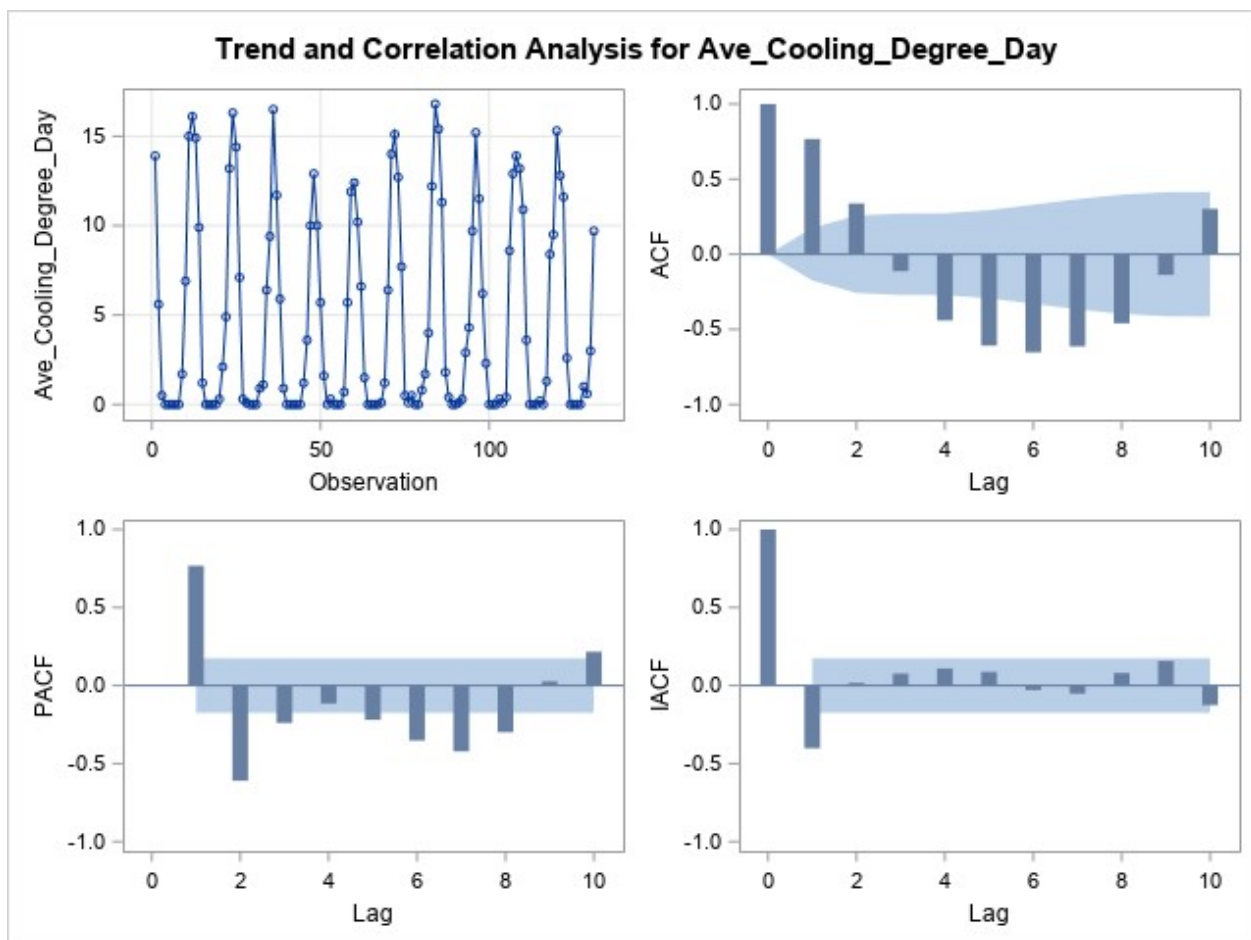 Trend and Correlation Analysis for Ave_Cooling_Degree_Day
Ave_Cooling_Degree_Day
15
10
5
0
0 50 100
Observation
ACF
1.0
0.5
0.0
-0.5
-1.0
0 2 4 6 8 10
Lag
PACF
1.0
0.5
0.0
-0.5
-1.0
0 2 4 6 8 10
Lag
IACF
1.0
0.5
0.0
-0.5
-1.0
0 2 4 6 8 10
Lag